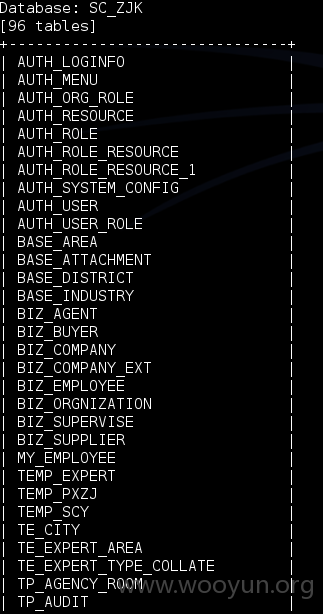 Database: SC_ZJK
[96 tables]
+------------------------------+
| AUTH_LOGINFO |
| AUTH_MENU |
| AUTH_ORG_ROLE |
| AUTH_RESOURCE |
| AUTH_ROLE |
| AUTH_ROLE_RESOURCE |
| AUTH_ROLE_RESOURCE_1 |
| AUTH_SYSTEM_CONFIG |
| AUTH_USER |
| AUTH_USER_ROLE |
| BASE_AREA |
| BASE_ATTACHMENT |
| BASE_DISTRICT |
| BASE_INDUSTRY |
| BIZ_AGENT |
| BIZ_BUYER |
| BIZ_COMPANY |
| BIZ_COMPANY_EXT |
| BIZ_EMPLOYEE |
| BIZ_ORGNIZATION |
| BIZ_SUPERVISE |
| BIZ_SUPPLIER |
| MY_EMPLOYEE |
| TEMP_EXPERT |
| TEMP_PXZJ |
| TEMP_SCY |
| TE_CITY |
| TE_EXPERT_AREA |
| TE_EXPERT_TYPE_COLLATE |
| TP_AGENCY_ROOM |
| TP_AUDIT |
www.wooyun.org